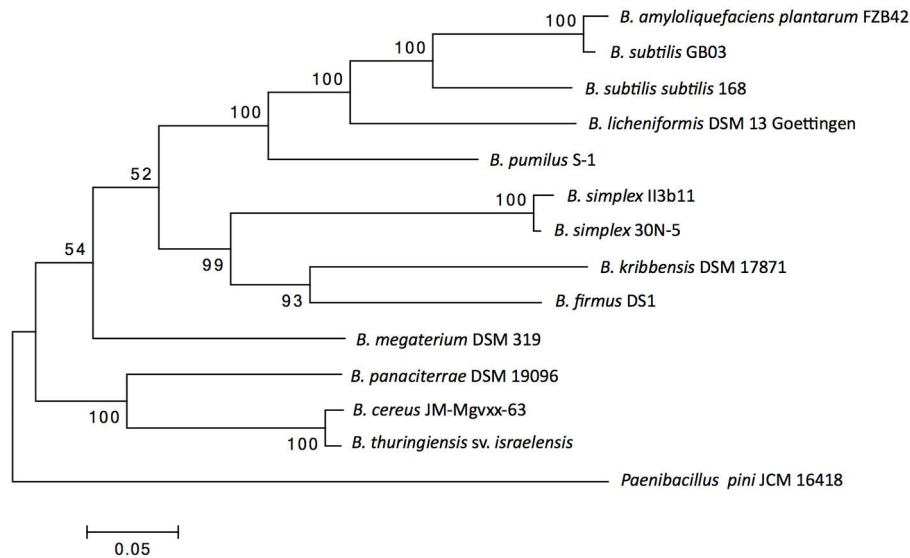 100 B. amyloliquefaciens plantarum FZB42
B. subtilis GB03
100
B. subtilis subtilis 168
100
B. licheniformis DSM 13 Goettingen
100
B. pumilus S-1
52
B. simplex II3b11
100
B. simplex 30N-5
54
99
B. kribbensis DSM 17871
93
B. firmus DS1
B. megaterium DSM 319
B. panaciterrae DSM 19096
100
B. cereus JM-Mgvxx-63
100
B. thuringiensis sv. israelensis
Paenibacillus pini JCM 16418
0.05